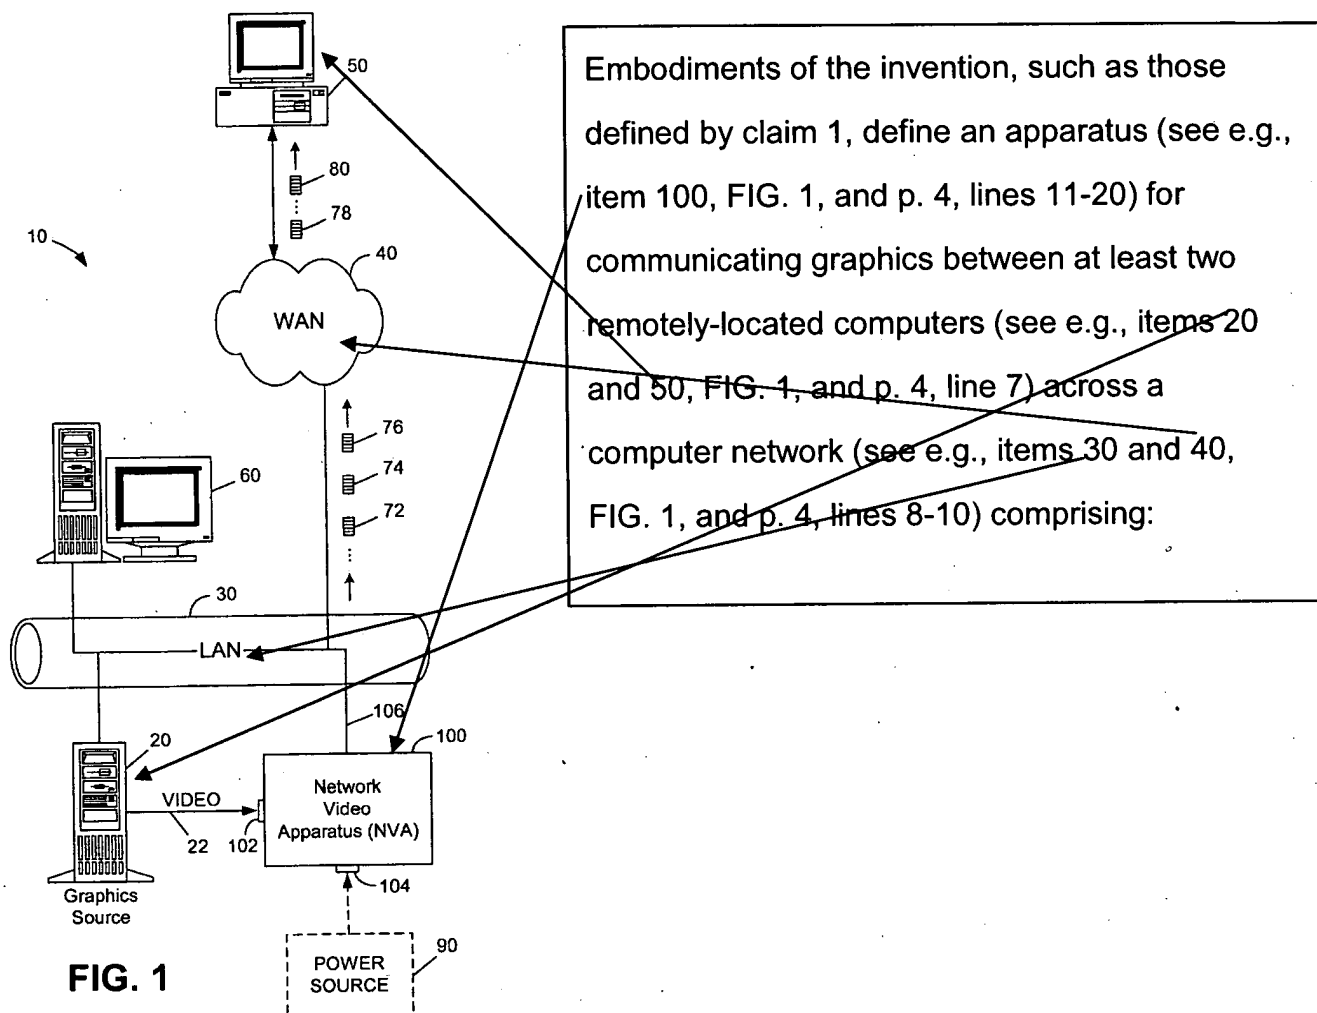 50
80
78
10
40
WAN
76
74
72
60
30
LAN
106
100
20
VIDEO
22
102
Network
Video
Apparatus (NVA)
104
Graphics
Source
90
POWER
SOURCE
FIG. 1
Embodiments of the invention, such as those
defined by claim 1, define an apparatus (see e.g.,
item 100, FIG. 1, and p. 4, lines 11-20) for
communicating graphics between at least two
remotely-located computers (see e.g., items 20
and 50, FIG. 1, and p. 4, line 7) across a
computer network (see e.g., items 30 and 40,
FIG. 1, and p. 4, lines 8-10) comprising: